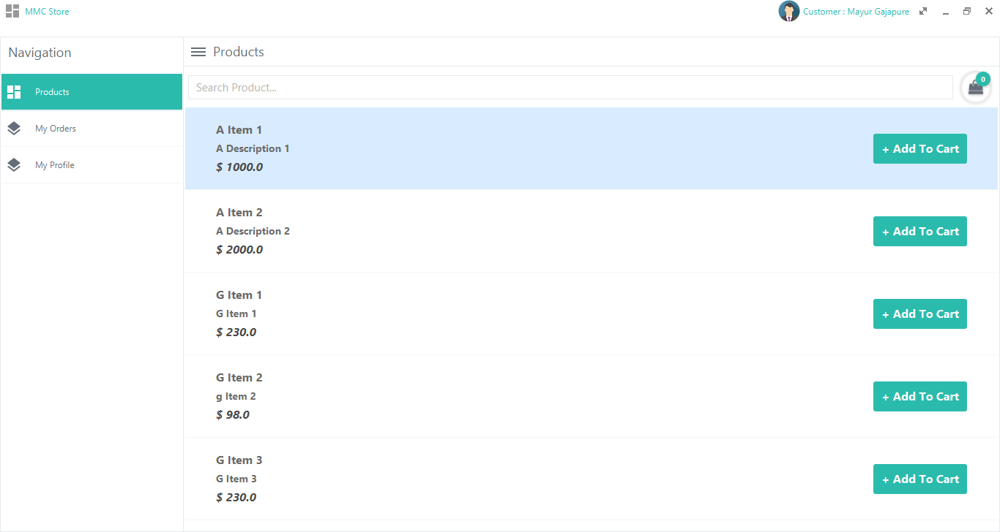 MMC Store
Customer : Mayur Gajapure
Navigation
Products
Products
Search Product...
0
My Orders
My Profile
A Item 1
A Description 1
$ 1000.0
+ Add To Cart
A Item 2
A Description 2
$ 2000.0
+ Add To Cart
G Item 1
G Item 1
$ 230.0
+ Add To Cart
G Item 2
g Item 2
$ 98.0
+ Add To Cart
G Item 3
G Item 3
$ 230.0
+ Add To Cart